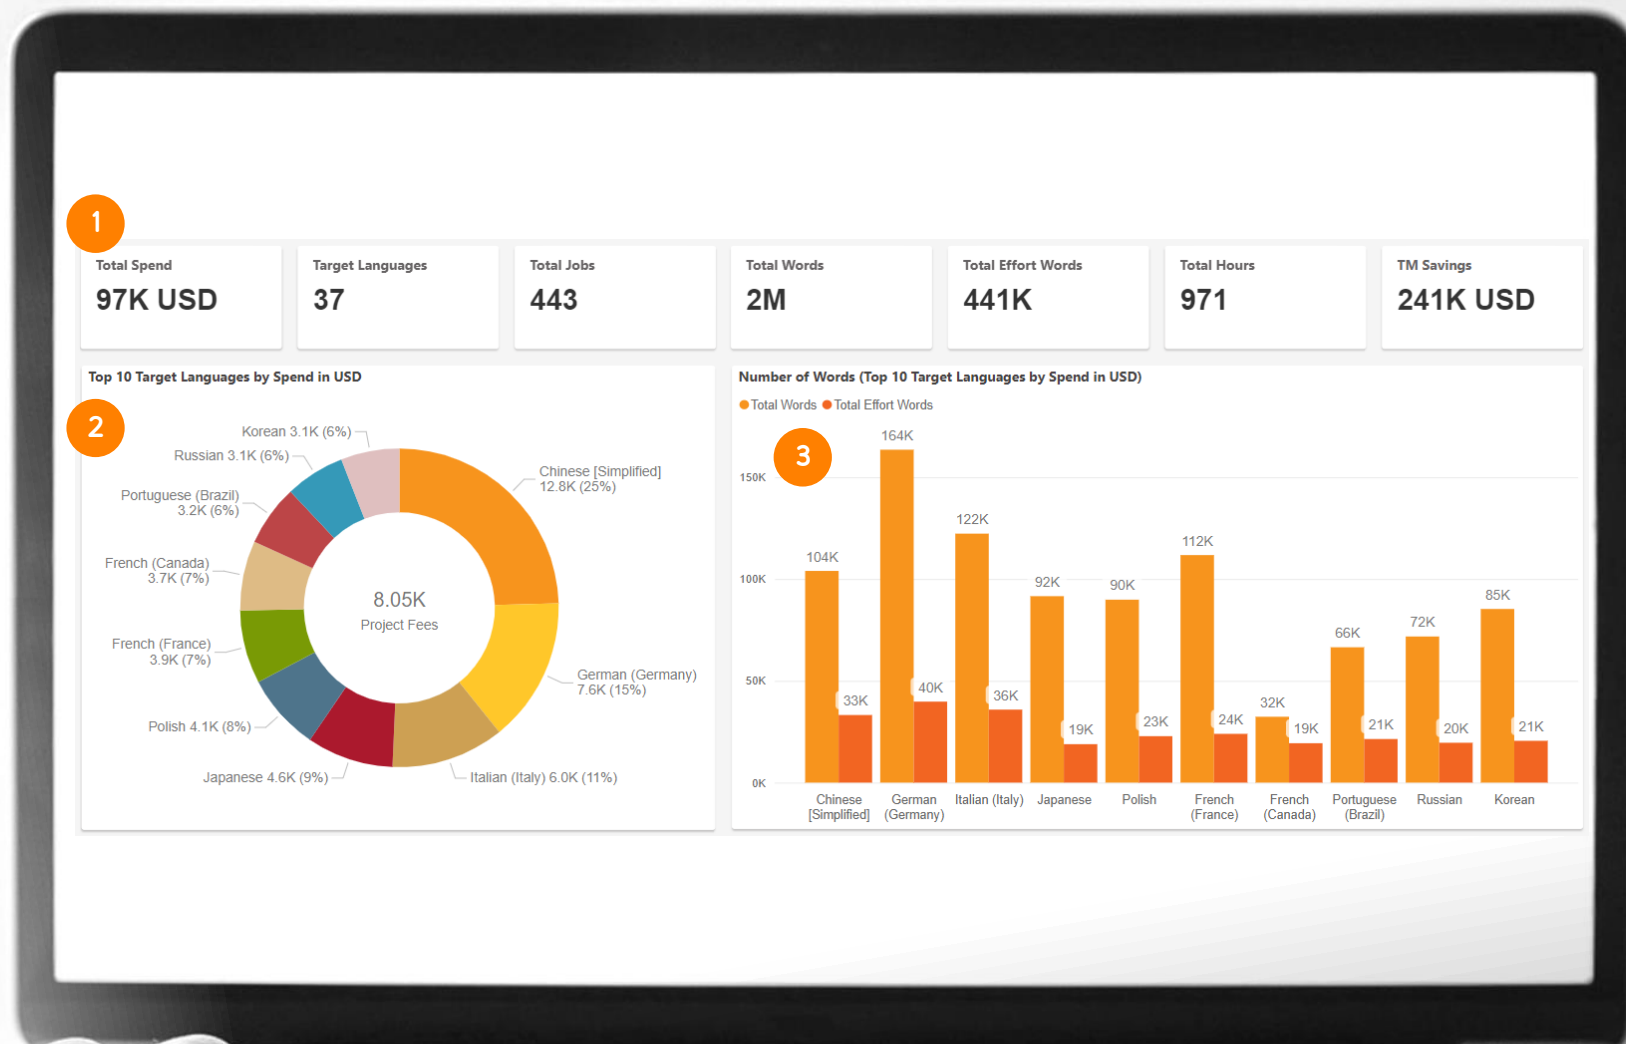 1
Total Spend
97K USD
Target Languages
37
Total Jobs
443
Total Words
2M
Total Effort Words
441K
Total Hours
971
TM Savings
241K USD
Top 10 Target Languages by Spend in USD
2
Korean 3.1K (6%)
Russian 3.1K (6%)
Portuguese (Brazil)
3.2K (6%)
French (Canada)
3.7K (7%)
French (France)
3.9K (7%)
Polish 4.1K (8%)
Japanese 4.6K (9%)
Italian (Italy) 6.0K (11%)
German (Germany)
7.6K (15%)
Chinese [Simplified]
12.8K (25%)
8.05K
Project Fees
Number of Words (Top 10 Target Languages by Spend in USD)
Total Words
Total Effort Words
3
150K
100K
50K
0K
104K
33K
164K
40K
122K
36K
92K
19K
90K
23K
112K
24K
32K
19K
66K
21K
72K
20K
85K
21K
Chinese
[Simplified]
German
(Germany)
Italian (Italy)
Japanese
Polish
French
(France)
French
(Canada)
Portuguese
(Brazil)
Russian
Korean